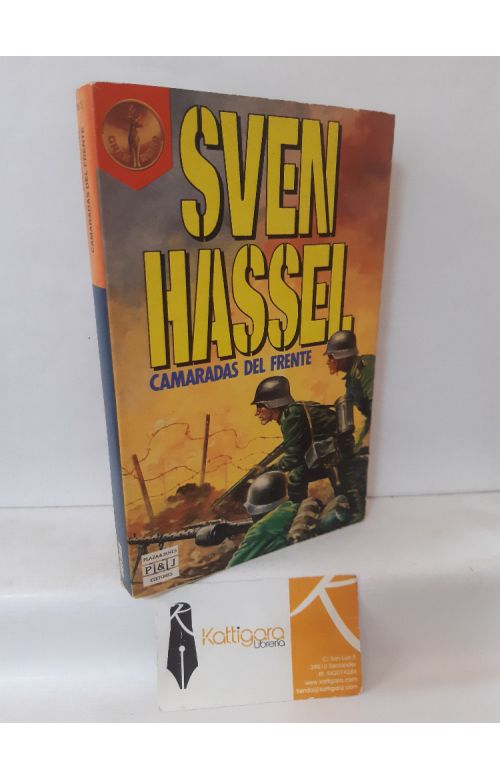 CAMARADAS DEL FRENTE
SVEN
HASSEL
CAMARADAS DEL FRENTE
PLAZA & JANES
P&J
EDITORES
Kattigara
Librería
C/ San Luis 5
39010 Santander
www.kattigara.com
tienda@kattigara.com